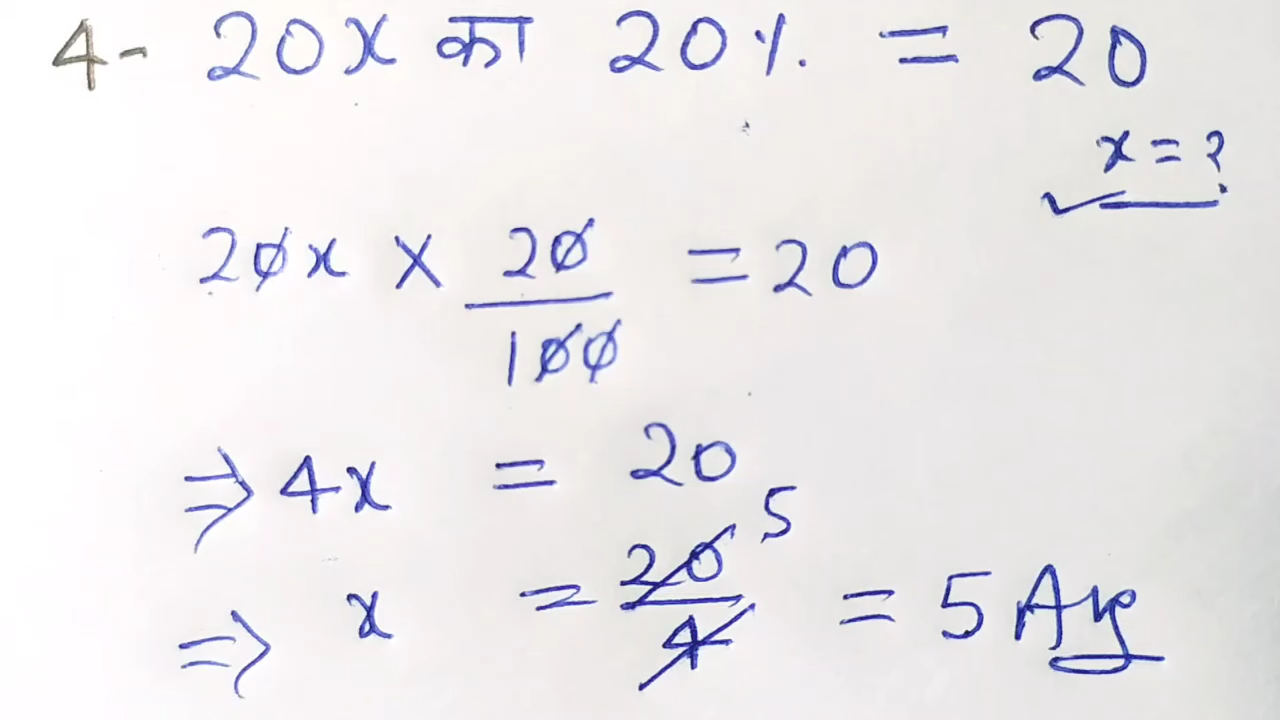 4- 20x का 20% = 20
x = ?
20x × 20/100 = 20
⇒ 4x = 20
⇒ x = 20/4 5 = 5 Ans